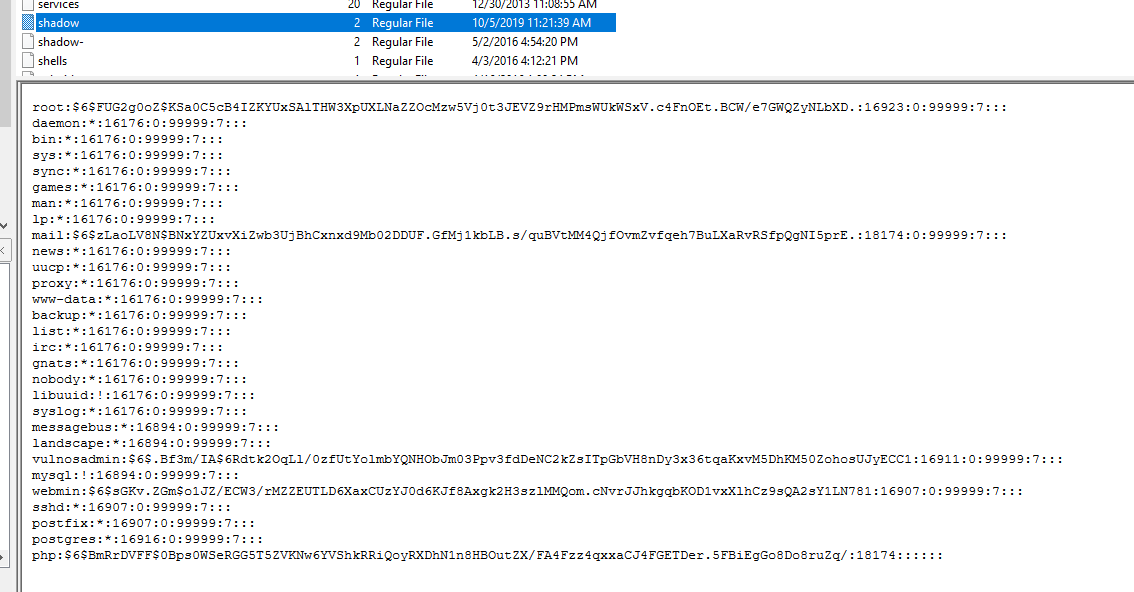 services 20 Regular File 12/30/2013 11:08:55 AM
shadow 2 Regular File 10/5/2019 11:21:39 AM
shadow- 2 Regular File 5/2/2016 4:54:20 PM
shells 1 Regular File 4/3/2016 4:12:21 PM
root:$6$FUG2g0oZ$KSa0C5cB4IZKYUxSAlTHW3XpUXLNaZZOcMzw5Vj0t3JEVZ9rHMPmsWUkWSxV.c4FnOEt.BCW/e7GWQZyNLbXD.:16923:0:99999:7:::
daemon:*:16176:0:99999:7:::
bin:*:16176:0:99999:7:::
sys:*:16176:0:99999:7:::
sync:*:16176:0:99999:7:::
games:*:16176:0:99999:7:::
man:*:16176:0:99999:7:::
lp:*:16176:0:99999:7:::
mail:$6$zLaoLV8N$BNxYZUxvXiZwb3UjBhCxnxd9Mb02DDUF.GfMj1kbLB.s/quBVtMM4QjfOvmZvfqeh7BuLXaRvRSfpQgNI5prE.:18174:0:99999:7:::
news:*:16176:0:99999:7:::
uucp:*:16176:0:99999:7:::
proxy:*:16176:0:99999:7:::
www-data:*:16176:0:99999:7:::
backup:*:16176:0:99999:7:::
list:*:16176:0:99999:7:::
irc:*:16176:0:99999:7:::
gnats:*:16176:0:99999:7:::
nobody:*:16176:0:99999:7:::
libuuid:!:16176:0:99999:7:::
syslog:*:16176:0:99999:7:::
messagebus:*:16894:0:99999:7:::
landscape:*:16894:0:99999:7:::
vulnosadmin:$6$.Bf3m/IA$6Rdtk2OqLl/0zfUtYolmbYQNHObJm03Ppv3fdDeNC2kZsITpGbVH8nDy3x36tqaKxvM5DhKM50ZohosUJyECC1:16911:0:99999:7:::
mysql:!:16894:0:99999:7:::
webmin:$6$sGKv.ZGm$o1JZ/ECW3/rMZZEUTLD6XaxCUzYJ0d6KJf8Axgk2H3szlMMQom.cNvrJJhkgqbKOD1vxXlhCz9sQA2sY1LN781:16907:0:99999:7:::
sshd:*:16907:0:99999:7:::
postfix:*:16907:0:99999:7:::
postgres:*:16916:0:99999:7:::
php:$6$BmRrDVFF$0Bps0WSeRGG5T5ZVKNw6YVShkRRiQoyRXDhN1n8HBOutZX/FA4Fzz4qxxaCJ4FGETDer.5FBiEgGo8Do8ruZq/:18174::::::